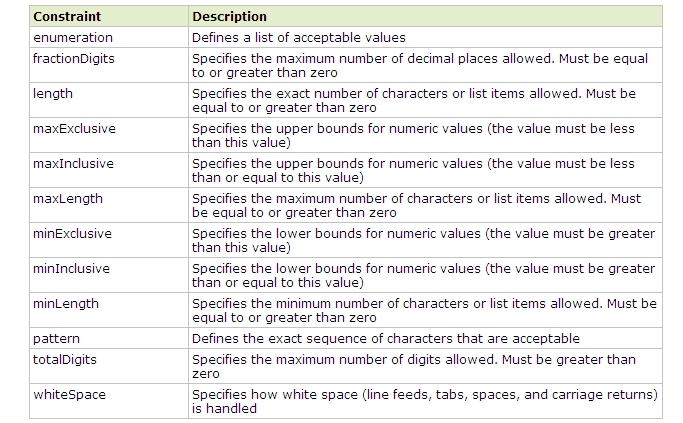 Constraint Description
enumeration Defines a list of acceptable values
fractionDigits Specifies the maximum number of decimal places allowed. Must be equal
to or greater than zero
length Specifies the exact number of characters or list items allowed. Must be
equal to or greater than zero
maxExclusive Specifies the upper bounds for numeric values (the value must be less
than this value)
maxInclusive Specifies the upper bounds for numeric values (the value must be less
than or equal to this value)
maxLength Specifies the maximum number of characters or list items allowed. Must
be equal to or greater than zero
minExclusive Specifies the lower bounds for numeric values (the value must be greater
than this value)
minInclusive Specifies the lower bounds for numeric values (the value must be greater
than or equal to this value)
minLength Specifies the minimum number of characters or list items allowed. Must be
equal to or greater than zero
pattern Defines the exact sequence of characters that are acceptable
totalDigits Specifies the maximum number of digits allowed. Must be greater than
zero
whiteSpace Specifies how white space (line feeds, tabs, spaces, and carriage returns)
is handled